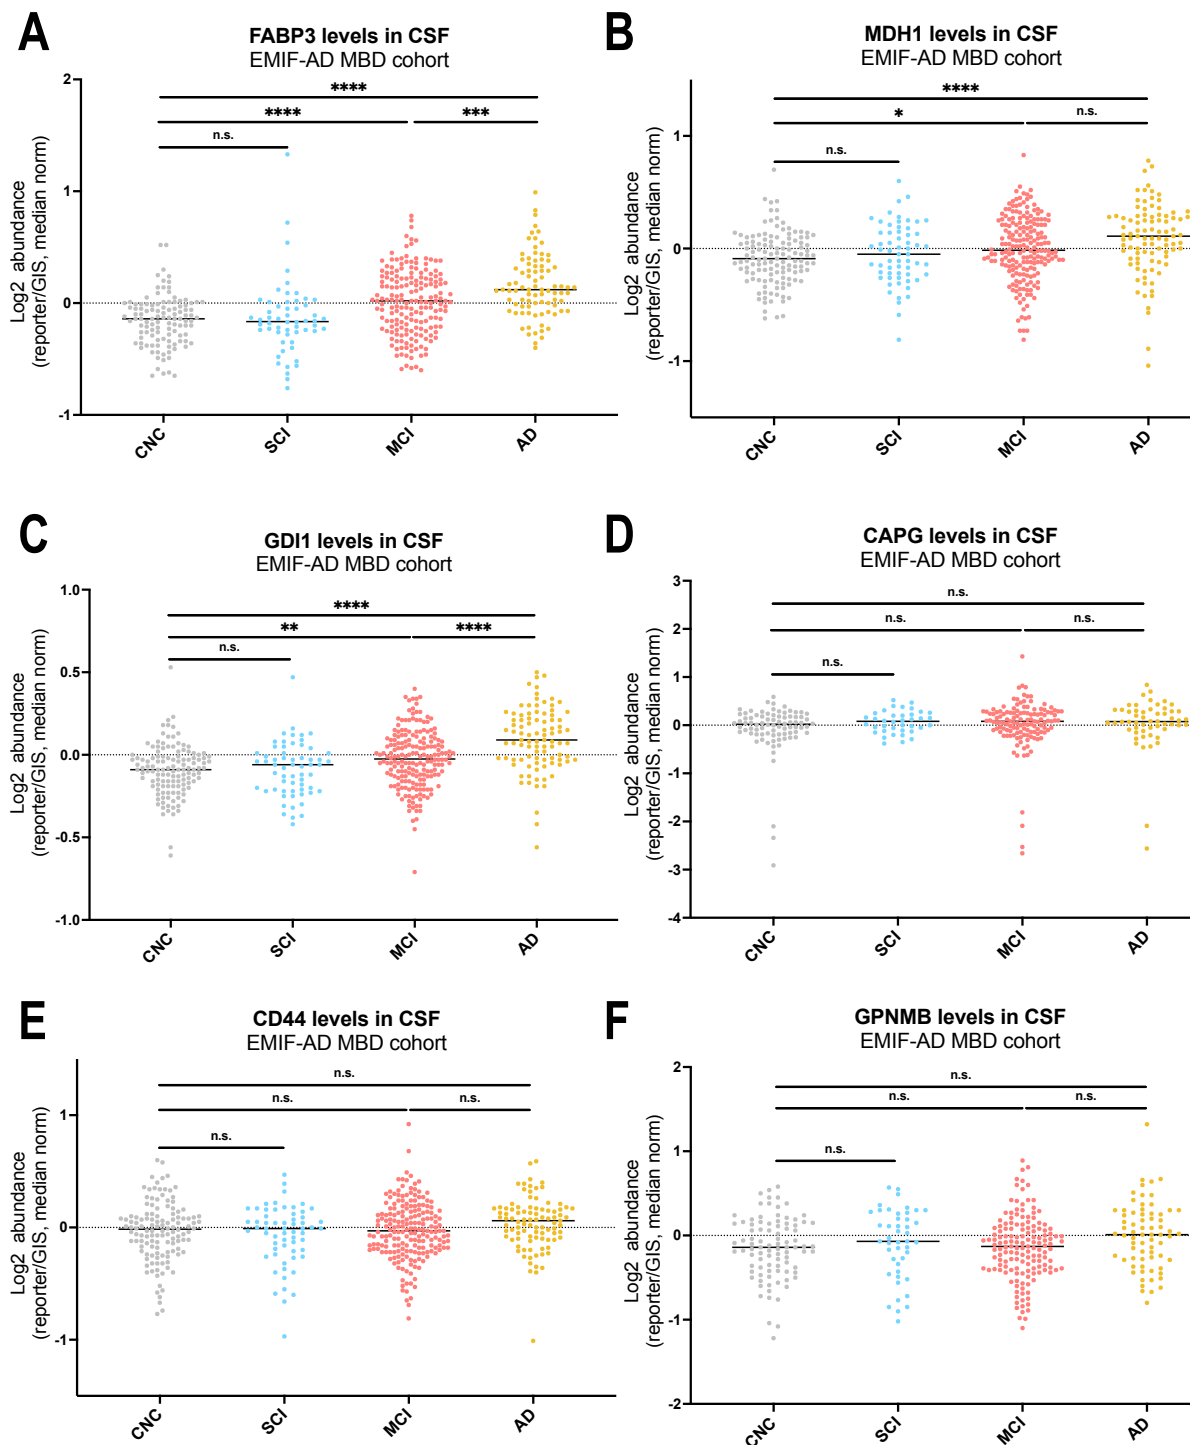 A
FABP3 levels in CSF
EMIF-AD MBD cohort
Log2 abundance
(reporter/GIS, median norm)
2
1
0
-1
****
****
***
n.s.
CNC
SCI
MCI
AD
B
MDH1 levels in CSF
EMIF-AD MBD cohort
Log2 abundance
(reporter/GIS, median norm)
1
0
-1
****
*
n.s.
n.s.
CNC
SCI
MCI
AD
C
GDI1 levels in CSF
EMIF-AD MBD cohort
Log2 abundance
(reporter/GIS, median norm)
1.0
0.5
0.0
-0.5
-1.0
****
**
****
n.s.
CNC
SCI
MCI
AD
D
CAPG levels in CSF
EMIF-AD MBD cohort
Log2 abundance
(reporter/GIS, median norm)
3
2
1
0
-1
-2
-3
-4
n.s.
n.s.
n.s.
n.s.
CNC
SCI
MCI
AD
E
CD44 levels in CSF
EMIF-AD MBD cohort
Log2 abundance
(reporter/GIS, median norm)
1
0
-1
n.s.
n.s.
n.s.
n.s.
CNC
SCI
MCI
AD
F
GPNMB levels in CSF
EMIF-AD MBD cohort
Log2 abundance
(reporter/GIS, median norm)
2
1
0
-1
-2
n.s.
n.s.
n.s.
n.s.
CNC
SCI
MCI
AD